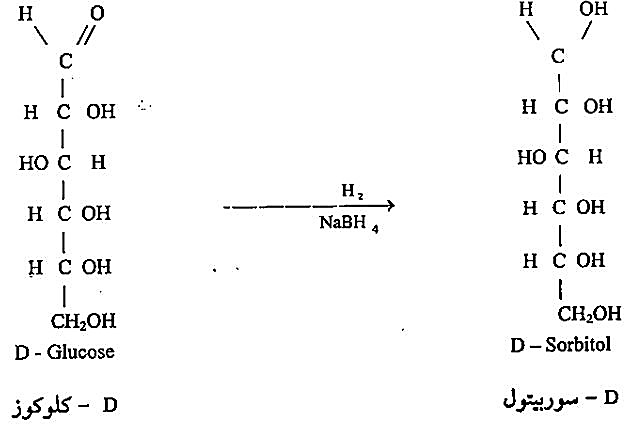 H O
C
H C OH
HO C H
H C OH
H C OH
CH₂OH
D - Glucose
D - كلوكوز
H₂
NaBH₄
H OH
C
H C OH
HO C H
H C OH
H C OH
CH₂OH
D – Sorbitol
D – سوربيتول